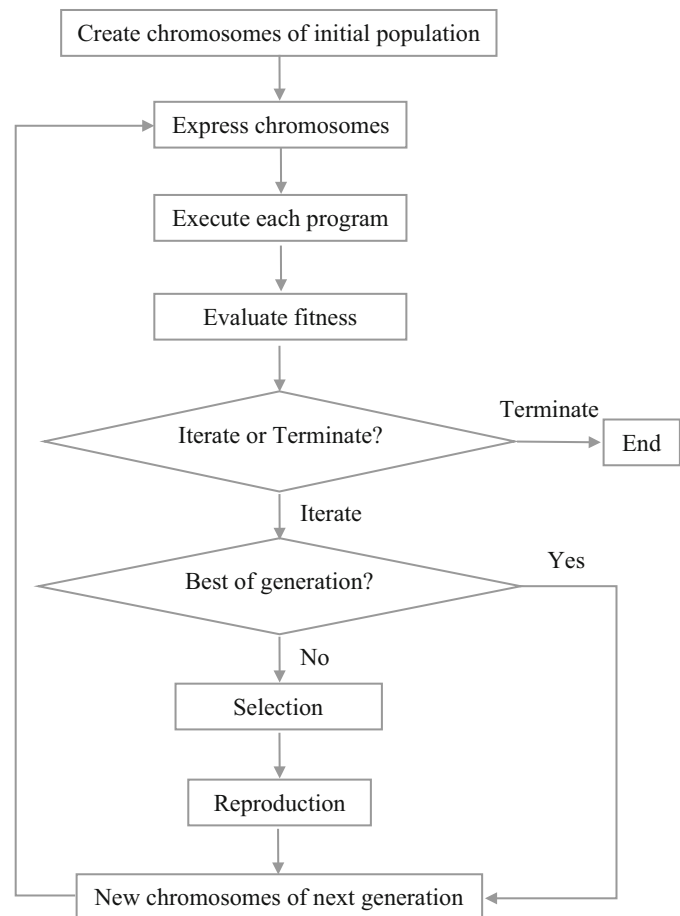 Create chromosomes of initial population
Express chromosomes
Execute each program
Evaluate fitness
Iterate or Terminate?
Terminate
End
Iterate
Best of generation?
Yes
No
Selection
Reproduction
New chromosomes of next generation